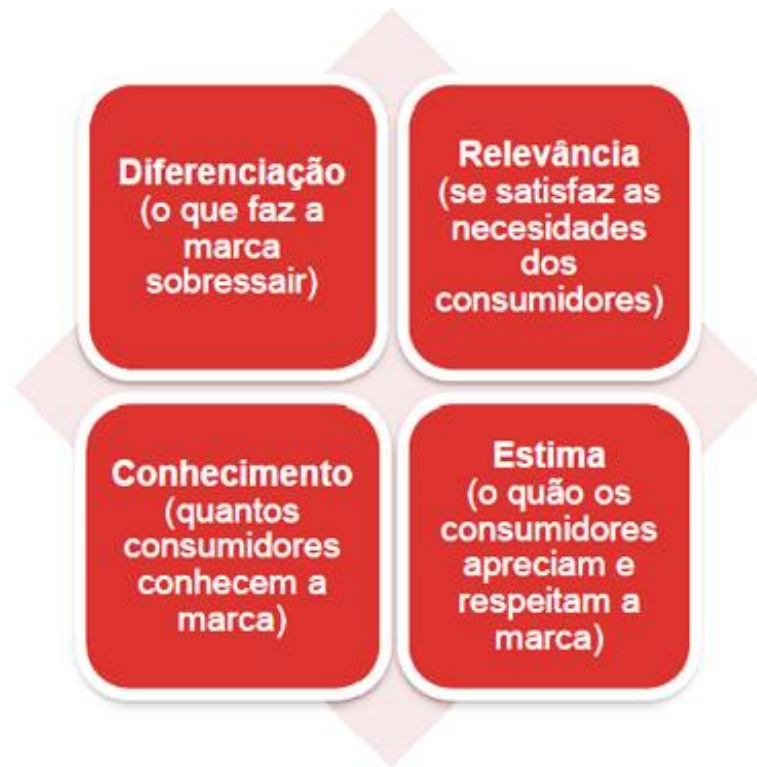 Diferenciação
(o que faz a
marca
sobressair)
Relevância
(se satisfaz as
necesidades
dos
consumidores)
Conhecimento
(quantos
consumidores
conhecem a
marca)
Estima
(o quão os
consumidores
apreciam e
respeitam a
marca)